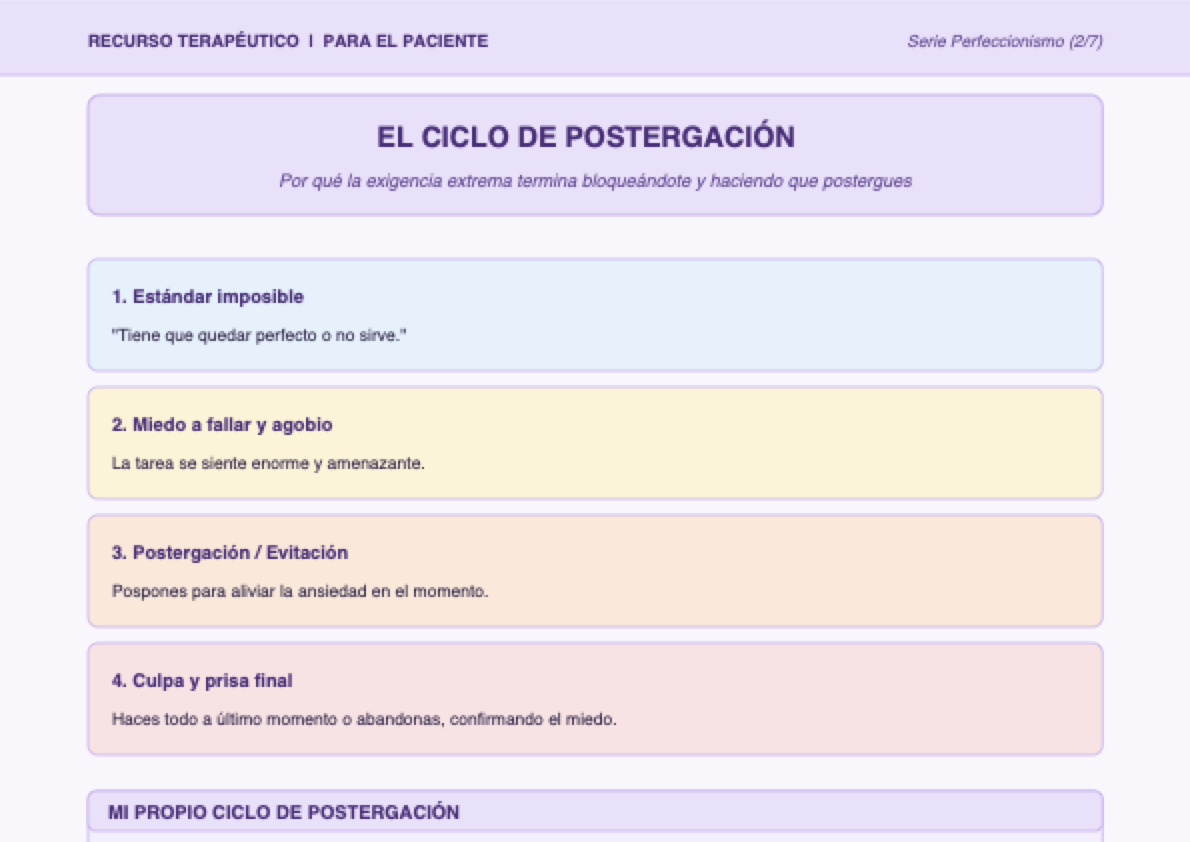 RECURSO TERAPÉUTICO | PARA EL PACIENTE
Serie Perfeccionismo (2/7)
EL CICLO DE POSTERGACIÓN
Por qué la exigencia extrema termina bloqueándote y haciendo que postergues
1. Estándar imposible
"Tiene que quedar perfecto o no sirve."
2. Miedo a fallar y agobio
La tarea se siente enorme y amenazante.
3. Postergación / Evitación
Pospones para aliviar la ansiedad en el momento.
4. Culpa y prisa final
Haces todo a último momento o abandonas, confirmando el miedo.
MI PROPIO CICLO DE POSTERGACIÓN